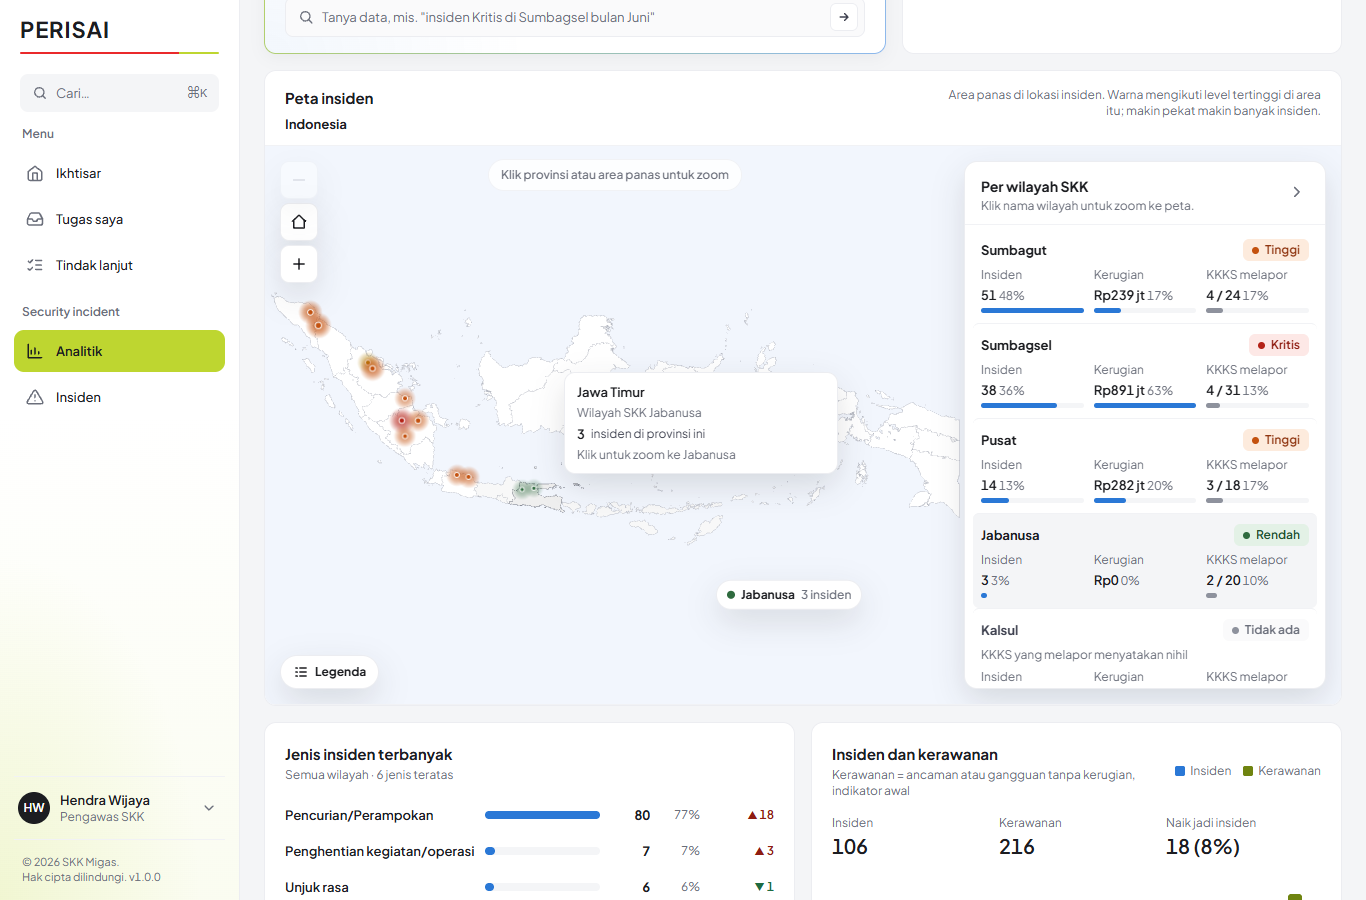 PERISAI
Cari...
⌘K
Menu
Ikhtisar
Tugas saya
Tindak lanjut
Security incident
Analitik
Insiden
HW
Hendra Wijaya
Pengawas SKK
© 2026 SKK Migas.
Hak cipta dilindungi. v1.0.0
Tanya data, mis. "insiden Kritis di Sumbagsel bulan Juni"
Peta insiden
Indonesia
Area panas di lokasi insiden. Warna mengikuti level tertinggi di area
itu; makin pekat makin banyak insiden.
Klik provinsi atau area panas untuk zoom
Jawa Timur
Wilayah SKK Jabanusa
3 insiden di provinsi ini
Klik untuk zoom ke Jabanusa
Jabanusa 3 insiden
Legenda
Per wilayah SKK
Klik nama wilayah untuk zoom ke peta.
Sumbagut Tinggi
Insiden Kerugian KKKS melapor
51 48% Rp239 jt 17% 4 / 24 17%
Sumbagsel Kritis
Insiden Kerugian KKKS melapor
38 36% Rp891 jt 63% 4 / 31 13%
Pusat Tinggi
Insiden Kerugian KKKS melapor
14 13% Rp282 jt 20% 3 / 18 17%
Jabanusa Rendah
Insiden Kerugian KKKS melapor
3 3% Rp0 0% 2 / 20 10%
Kalsul Tidak ada
KKKS yang melapor menyatakan nihil
Insiden Kerugian KKKS melapor
Jenis insiden terbanyak
Semua wilayah · 6 jenis teratas
Pencurian/Perampokan 80 77% ▲18
Penghentian kegiatan/operasi 7 7% ▲3
Unjuk rasa 6 6% ▼1
Insiden dan kerawanan
Kerawanan = ancaman atau gangguan tanpa kerugian,
indikator awal
Insiden Kerawanan
Insiden Kerawanan Naik jadi insiden
106 216 18 (8%)